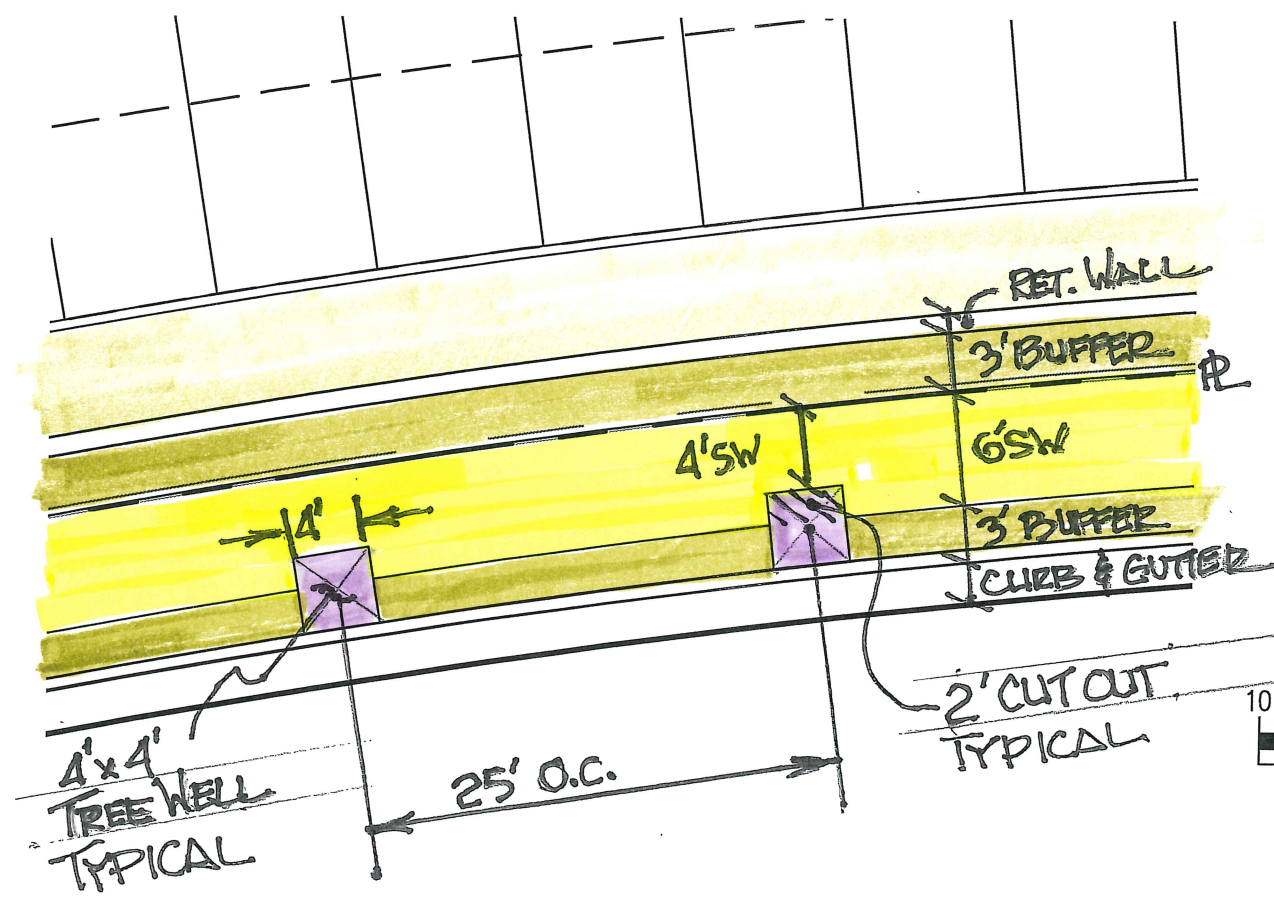 RET. WALL
3' BUFFER
PL
4' SW
6' SW
4'
3' BUFFER
CURB & GUTTER
2' CUT OUT
TYPICAL
10
4' x 4'
TREE WELL
TYPICAL
25' O.C.